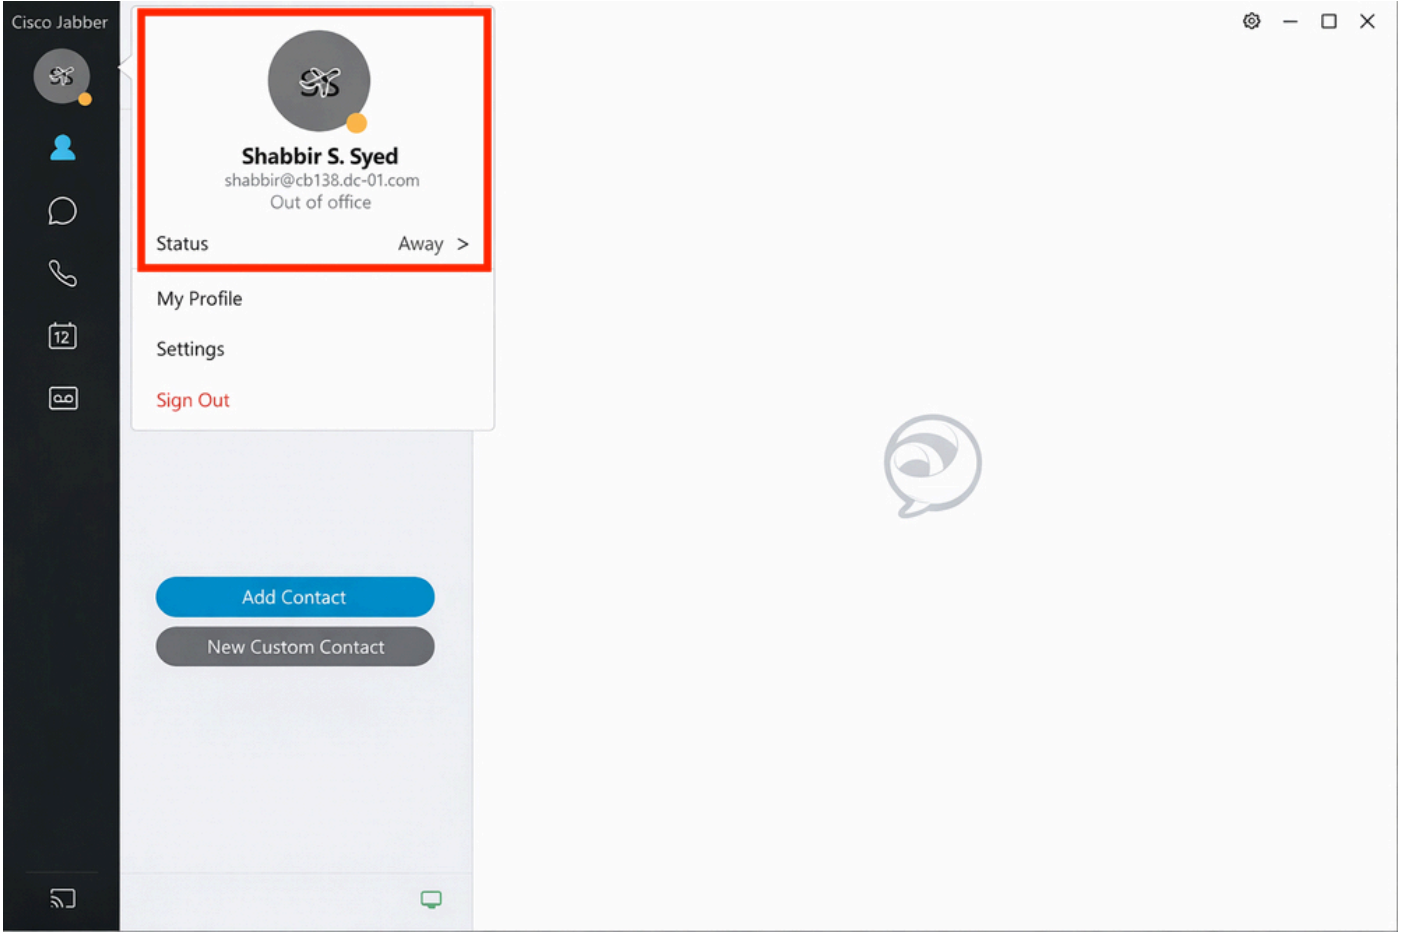 Cisco Jabber
Shabbir S. Syed
shabbir@cb138.dc-01.com
Out of office
Status Away >
My Profile
Settings
Sign Out
12
Add Contact
New Custom Contact